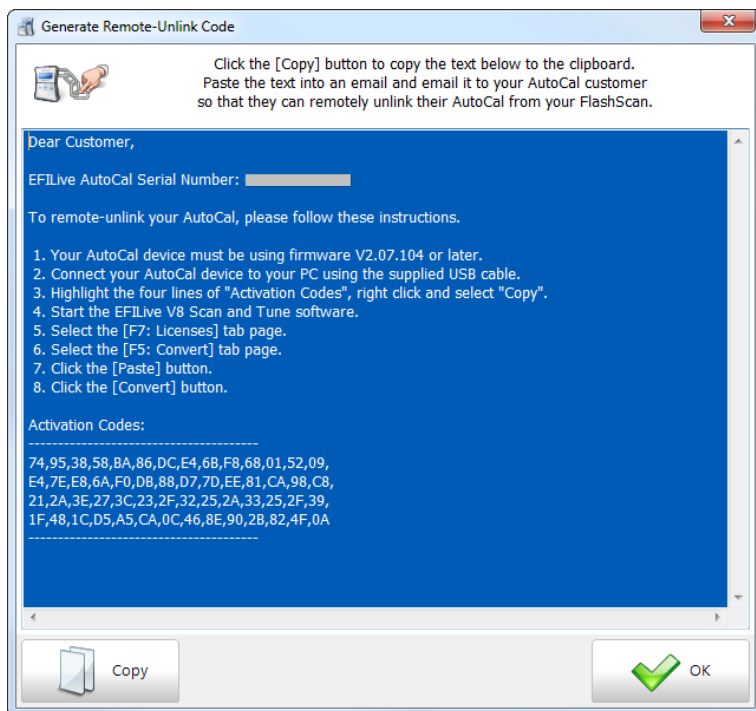 Generate Remote-Unlink Code
Click the [Copy] button to copy the text below to the clipboard.
Paste the text into an email and email it to your AutoCal customer
so that they can remotely unlink their AutoCal from your FlashScan.
Dear Customer,
EFILive AutoCal Serial Number:
To remote-unlink your AutoCal, please follow these instructions.
1. Your AutoCal device must be using firmware V2.07.104 or later.
2. Connect your AutoCal device to your PC using the supplied USB cable.
3. Highlight the four lines of "Activation Codes", right click and select "Copy".
4. Start the EFILive V8 Scan and Tune software.
5. Select the [F7: Licenses] tab page.
6. Select the [F5: Convert] tab page.
7. Click the [Paste] button.
8. Click the [Convert] button.
Activation Codes:
---------------------------------------
74,95,38,58,BA,86,DC,E4,6B,F8,68,01,52,09,
E4,7E,E8,6A,F0,DB,88,D7,7D,EE,81,CA,98,C8,
21,2A,3E,27,3C,23,2F,32,25,2A,33,25,2F,39,
1F,48,1C,D5,A5,CA,0C,46,8E,90,2B,82,4F,0A
---------------------------------------
Copy
OK